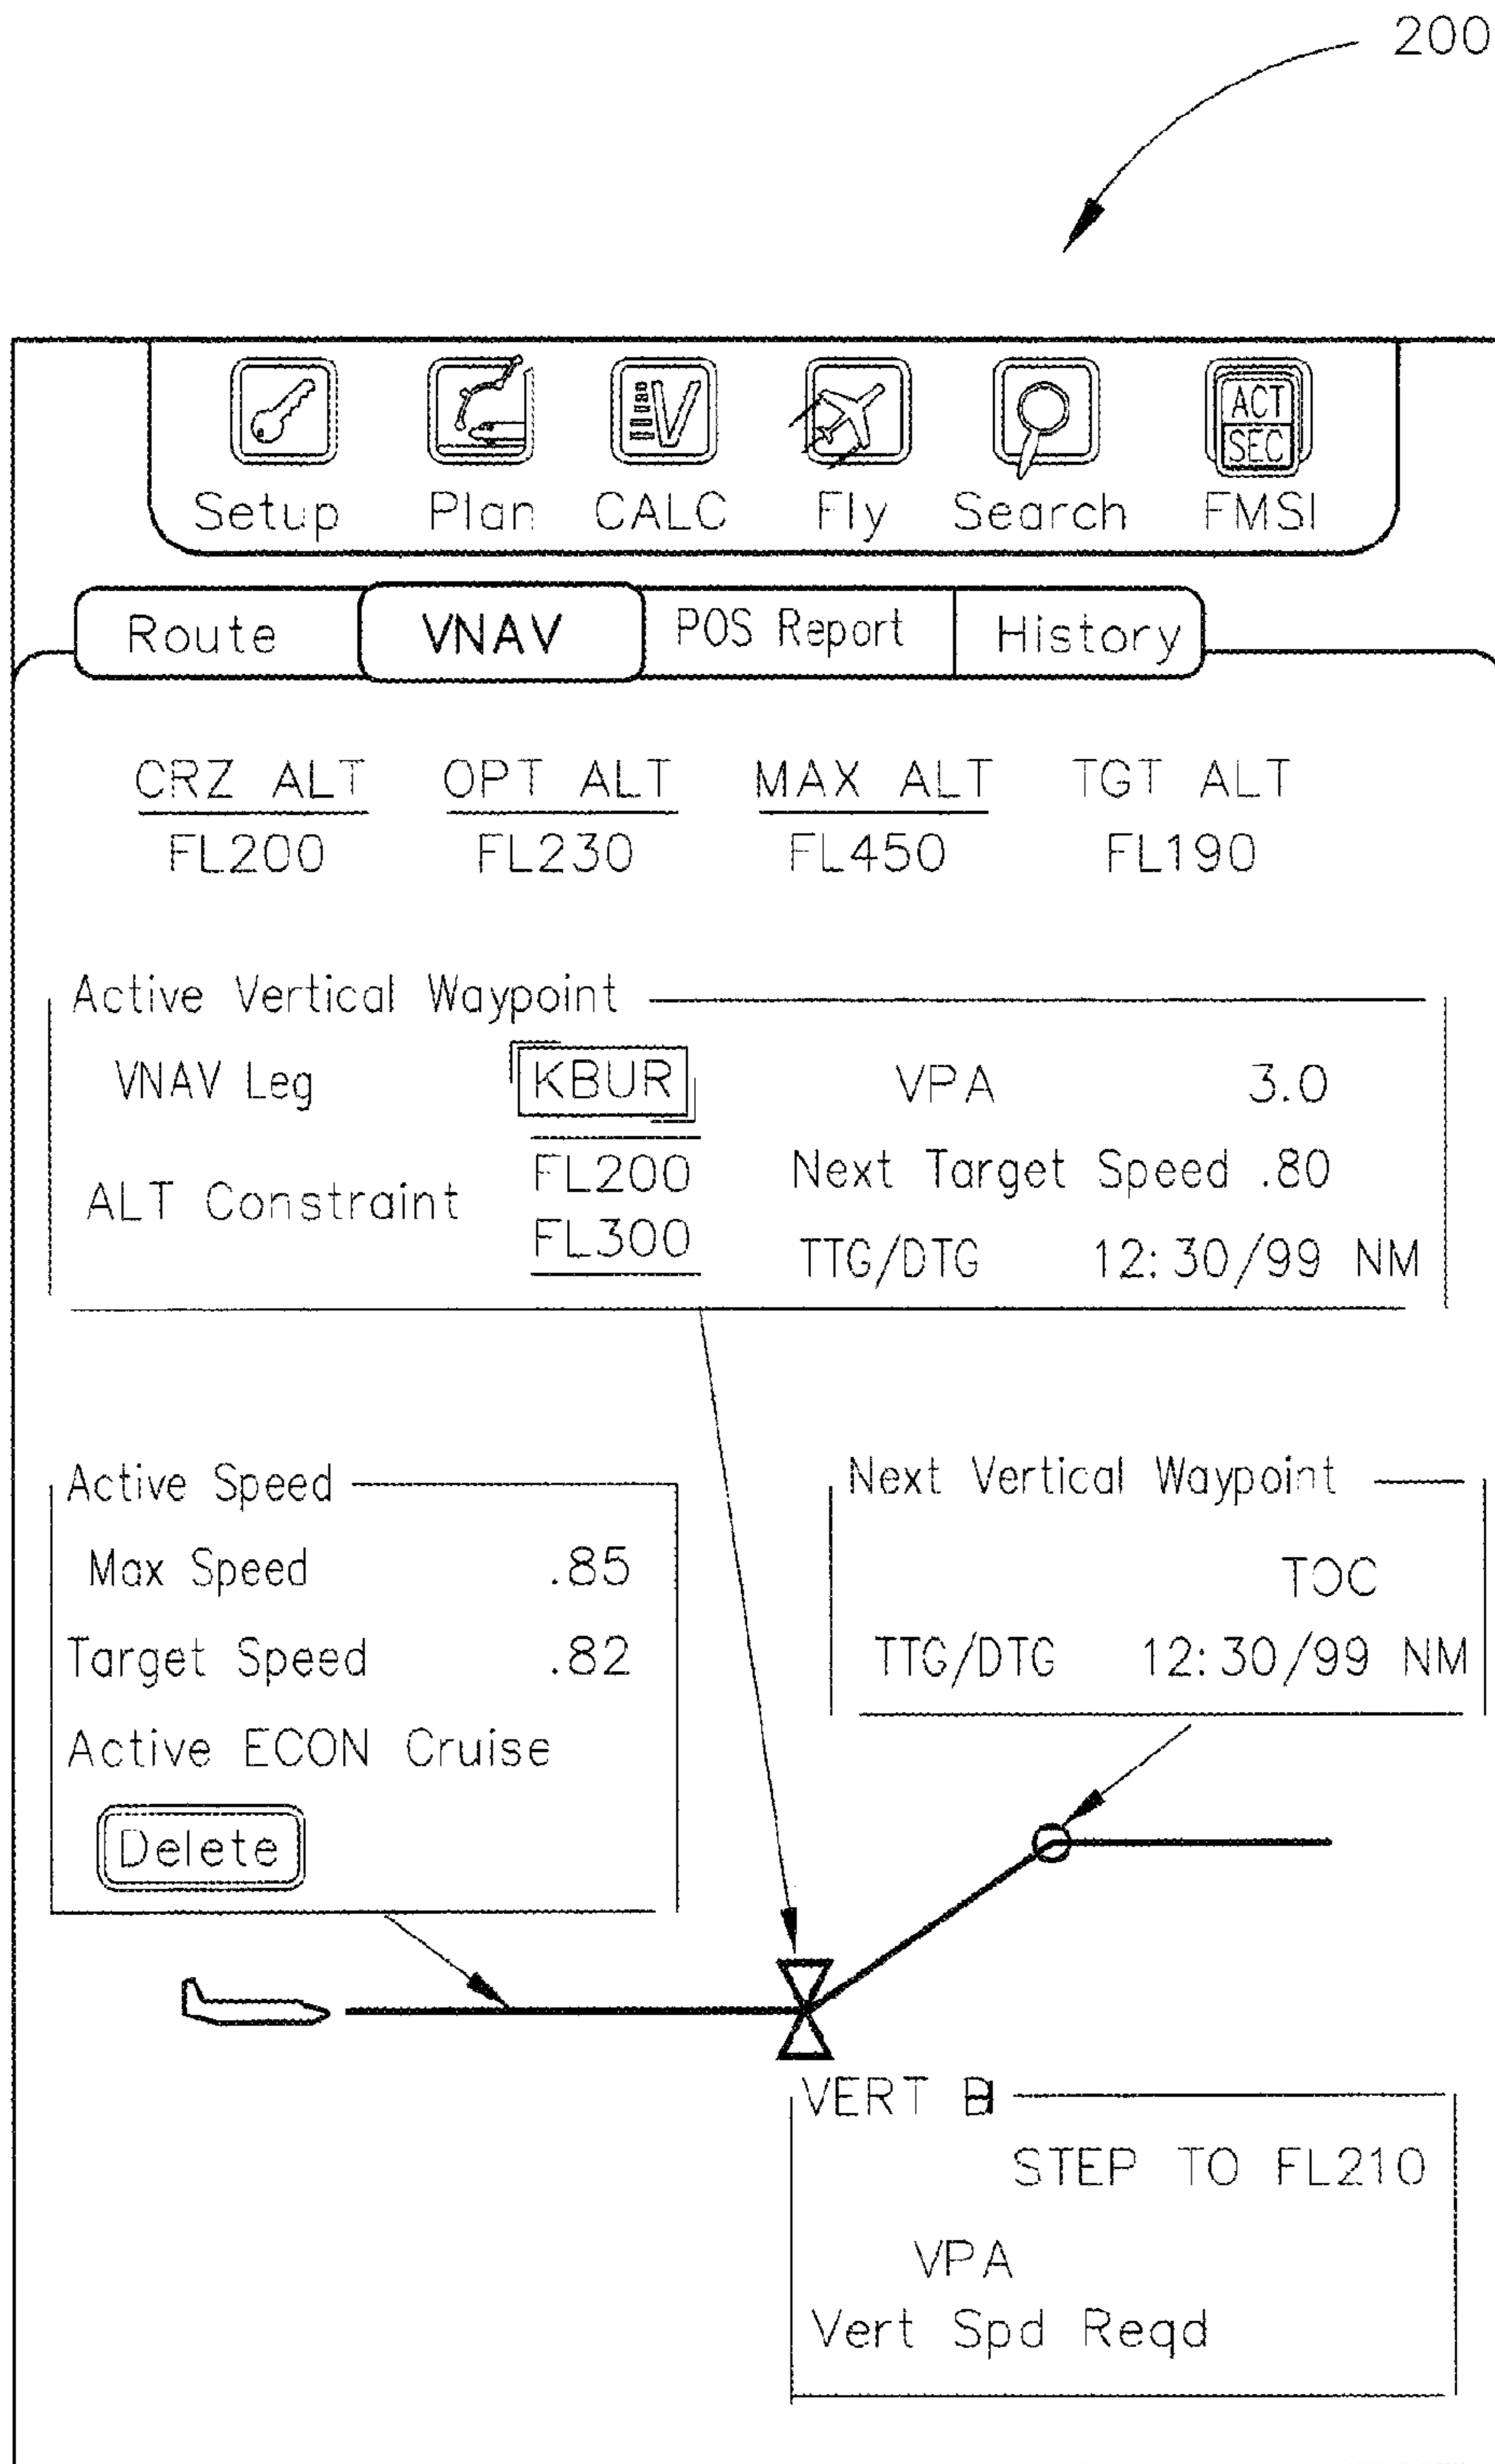 200
ACT
SEC
Setup Plan CALC Fly Search FMSI
Route VNAV POS Report History
CRZ ALT OPT ALT MAX ALT TGT ALT
FL200 FL230 FL450 FL190
Active Vertical Waypoint
VNAV Leg KBUR VPA 3.0
ALT Constraint FL200 Next Target Speed .80
FL300 TTG/DTG 12:30/99 NM
Active Speed
Max Speed .85
Target Speed .82
Active ECON Cruise
Delete
Next Vertical Waypoint
TOC
TTG/DTG 12:30/99 NM
VERT
STEP TO FL210
VPA
Vert Spd Reqd